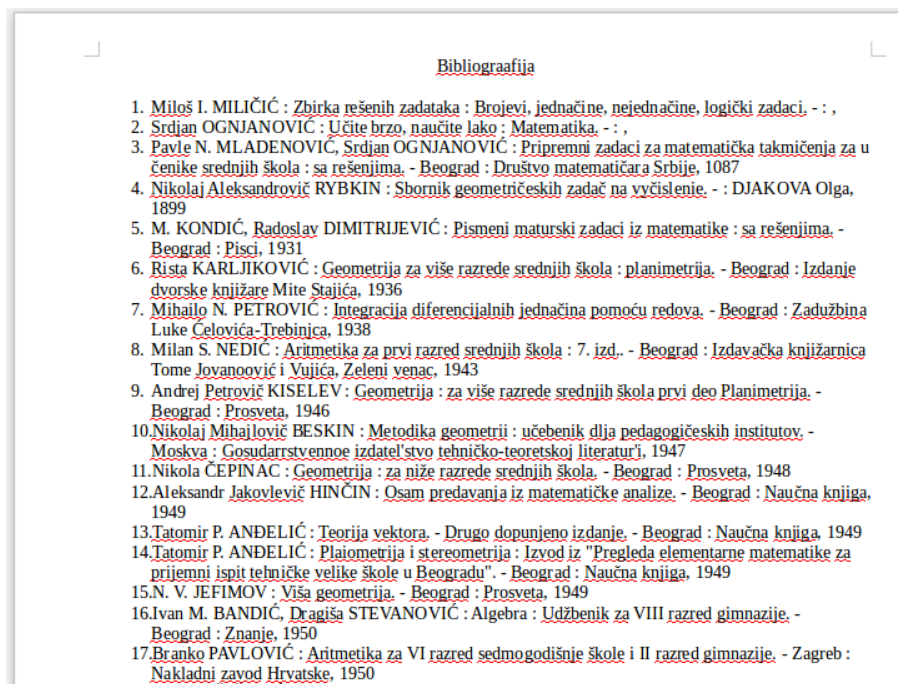 Bibliograafija
1. Miloš I. MILIČIĆ : Zbirka rešenih zadataka : Brojevi, jednačine, nejednačine, logički zadaci. - : ,
2. Srdjan OGNJANOVIĆ : Učite brzo, naučite lako : Matematika. - : ,
3. Pavle N. MLADENOVIĆ, Srdjan OGNJANOVIĆ : Pripremni zadaci za matematička takmičenja za u
čenike srednjih škola : sa rešenjima. - Beograd : Društvo matematičara Srbije, 1087
4. Nikolaj Aleksandrovič RYBKIN : Sbornik geometričeskih zadač na vyčislenie. - : DJAKOVA Olga,
1899
5. M. KONDIĆ, Radoslav DIMITRIJEVIĆ : Pismeni maturski zadaci iz matematike : sa rešenjima. -
Beograd : Pisci, 1931
6. Rista KARLJIKOVIĆ : Geometrija za više razrede srednjih škola : planimetrija. - Beograd : Izdanje
dvorske knjižare Mite Stajića, 1936
7. Mihailo N. PETROVIĆ : Integracija diferencijalnih jednačina pomoću redova. - Beograd : Zadužbina
Luke Ćelovića-Trebinjca, 1938
8. Milan S. NEDIĆ : Aritmetika za prvi razred srednjih škola : 7. izd,. - Beograd : Izdavačka knjižarnica
Tome Jovanoović i Vujića, Zeleni venac, 1943
9. Andrej Petrovič KISELEV : Geometrija : za više razrede srednjih škola prvi deo Planimetrija. -
Beograd : Prosveta, 1946
10.Nikolaj Mihajlovič BESKIN : Metodika geometrii : učebenik dlja pedagogičeskih institutov. -
Moskva : Gosudarrstvennoe izdatel'stvo tehničko-teoretskoj literatur'i, 1947
11.Nikola ČEPINAC : Geometrija : za niže razrede srednjih škola. - Beograd : Prosveta, 1948
12.Aleksandr Jakovlevič HINČIN : Osam predavanja iz matematičke analize. - Beograd : Naučna knjiga,
1949
13.Tatomir P. ANĐELIĆ : Teorija vektora. - Drugo dopunjeno izdanje. - Beograd : Naučna knjiga, 1949
14.Tatomir P. ANĐELIĆ : Plaiometrija i stereometrija : Izvod iz "Pregleda elementarne matematike za
prijemni ispit tehničke velike škole u Beogradu". - Beograd : Naučna knjiga, 1949
15.N. V. JEFIMOV : Viša geometrija. - Beograd : Prosveta, 1949
16.Ivan M. BANDIĆ, Dragiša STEVANOVIĆ : Algebra : Udžbenik za VIII razred gimnazije. -
Beograd : Znanje, 1950
17.Branko PAVLOVIĆ : Aritmetika za VI razred sedmogodišnje škole i II razred gimnazije. - Zagreb :
Nakladni zavod Hrvatske, 1950